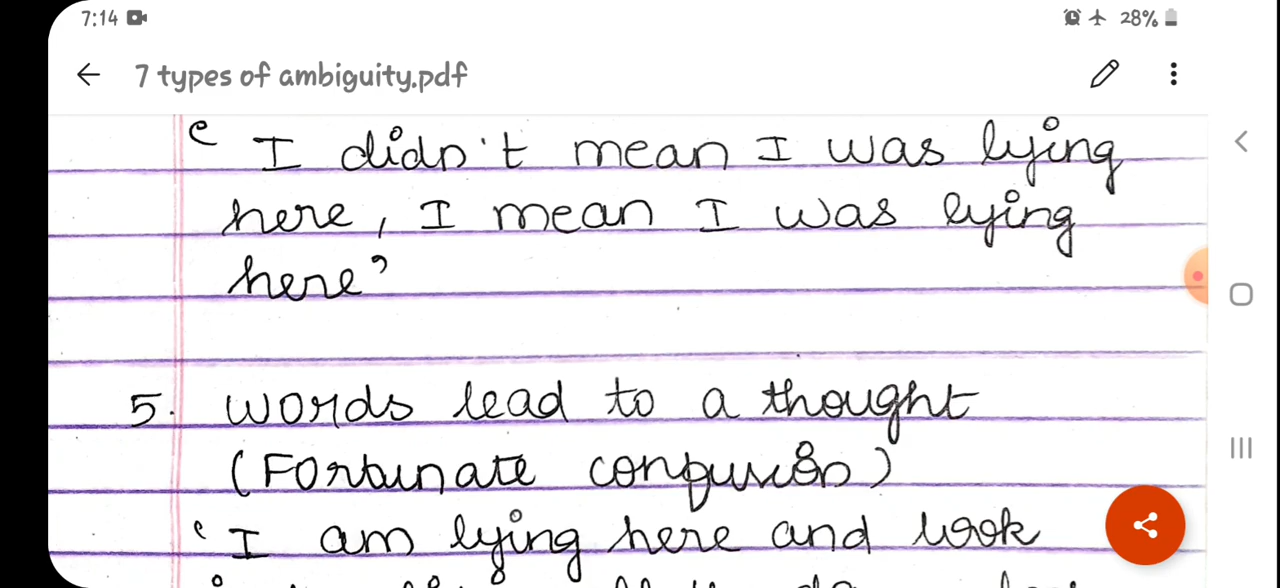 7:14 28%
7 types of ambiguity.pdf
‘ I didn't mean I was lying
here, I mean I was lying
here’
5. words lead to a thought
(Fortunate confusion)
‘ I am lying here and look